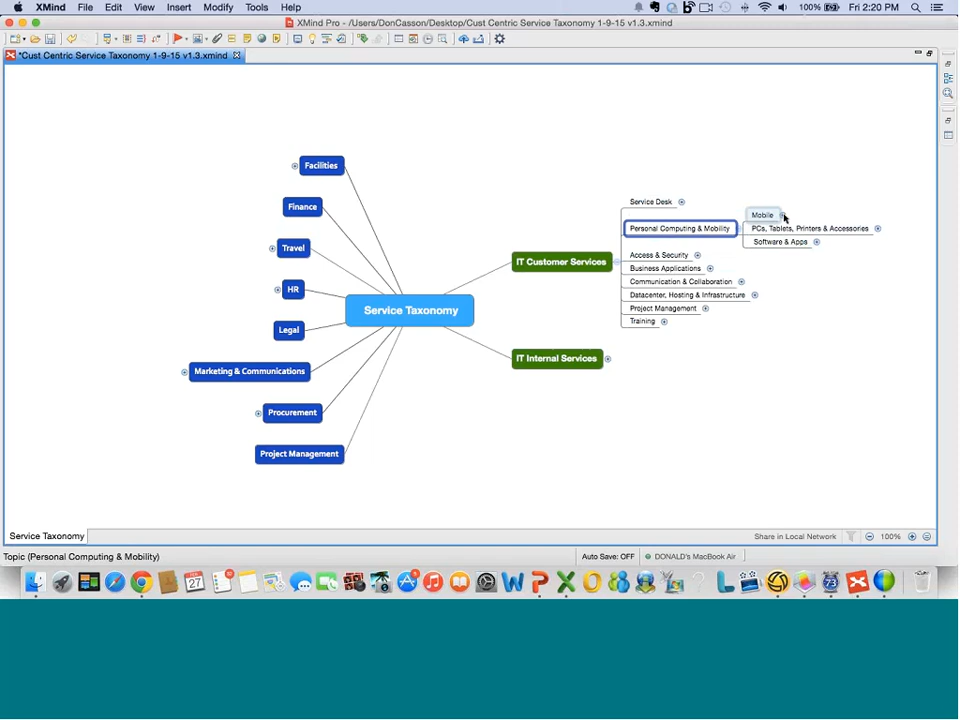 XMind File Edit View Insert Modify Tools Help 100% Fri 2:20 PM
XMind Pro - /Users/DonCasson/Desktop/Cust Centric Service Taxonomy 1-9-15 v1.3.xmind
*Cust Centric Service Taxonomy 1-9-15 v1.3.xmind
Facilities
Finance
Travel
HR
Legal
Marketing & Communications
Procurement
Project Management
Service Taxonomy
IT Customer Services
Service Desk
Personal Computing & Mobility
Mobile
PCs, Tablets, Printers & Accessories
Software & Apps
Access & Security
Business Applications
Communication & Collaboration
Datacenter, Hosting & Infrastructure
Project Management
Training
IT Internal Services
Service Taxonomy
Share in Local Network 100%
Topic (Personal Computing & Mobility)
Auto Save: OFF DONALD's MacBook Air
27
73